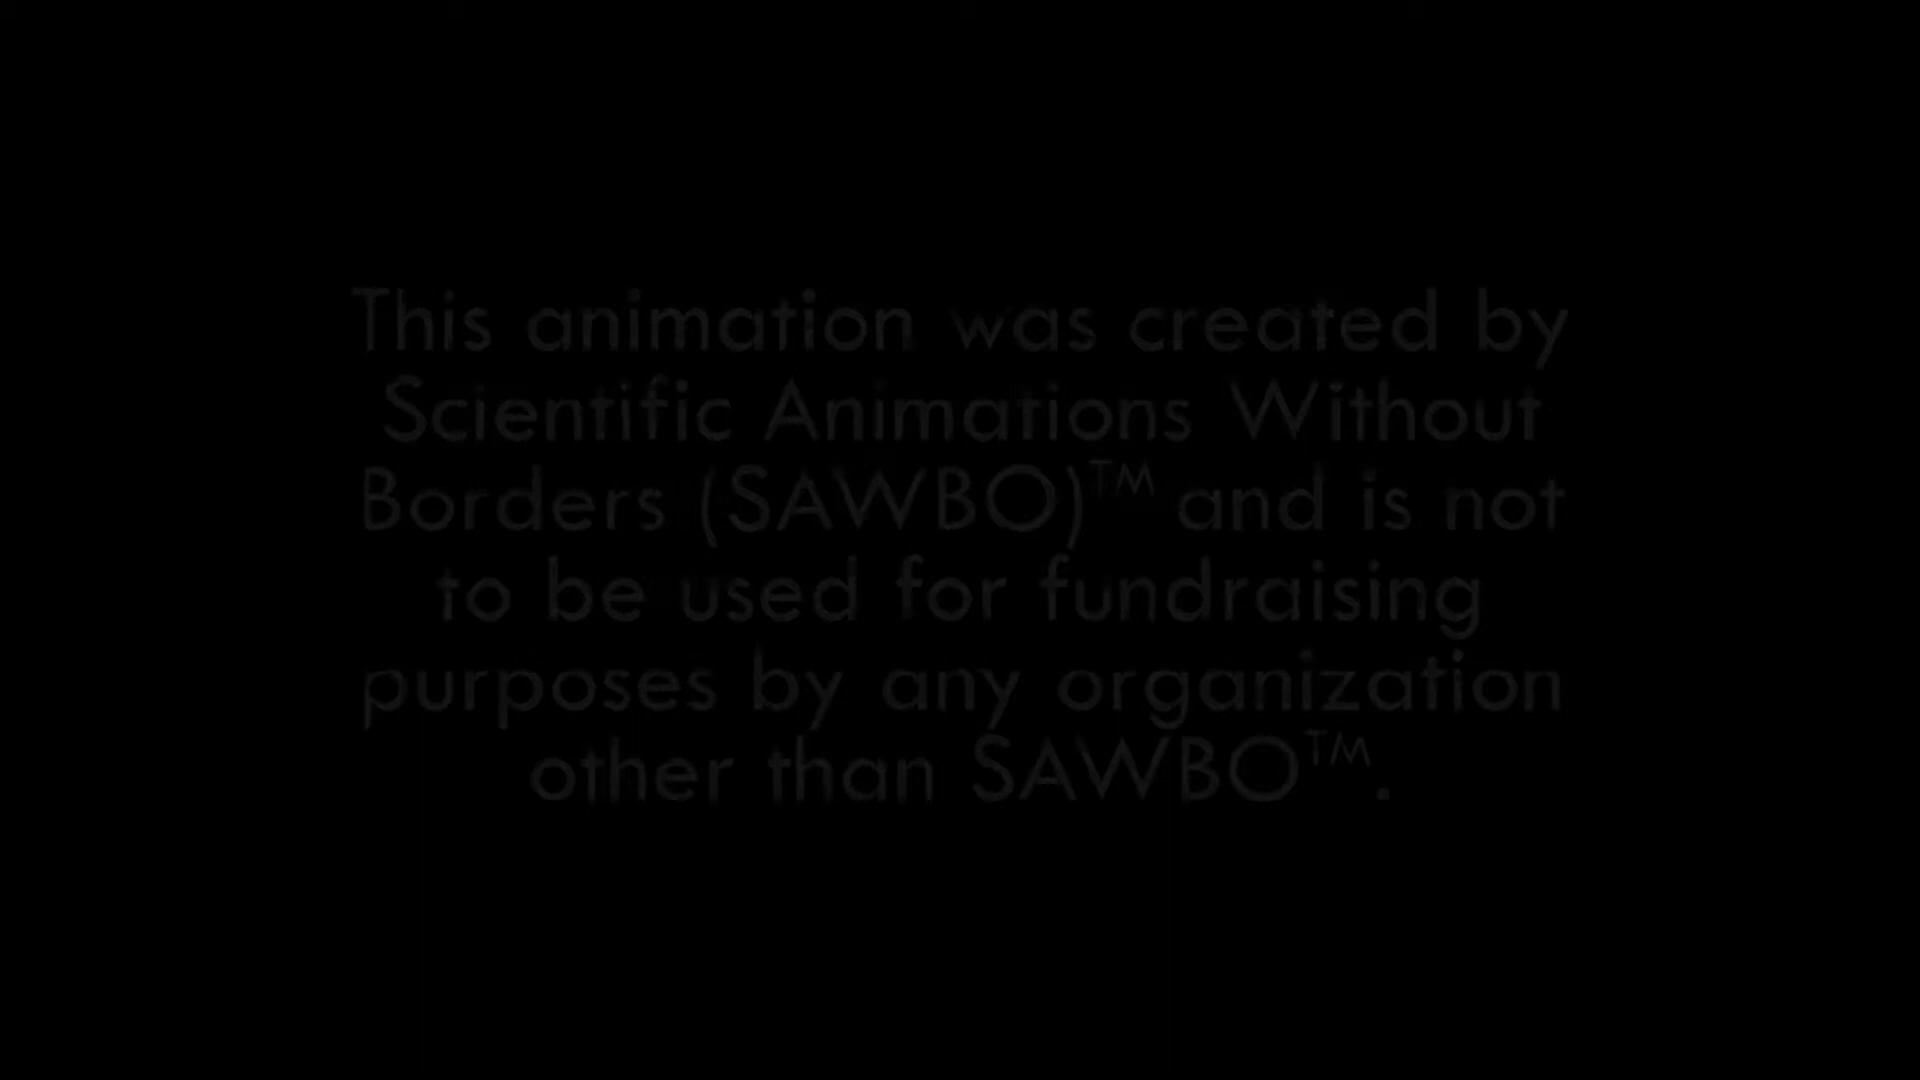 This animation was created by
Scientific Animations Without
Borders (SAWBO)™ and is not
to be used for fundraising
purposes by any organization
other than SAWBO™.